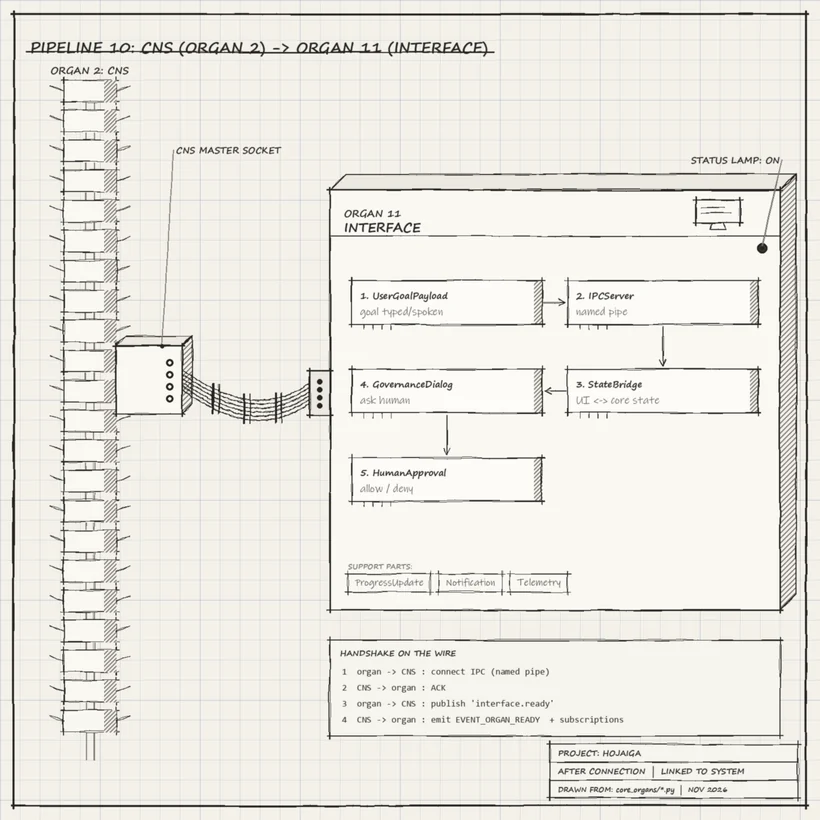 PIPELINE 10: CNS (ORGAN 2) -> ORGAN 11 (INTERFACE)
ORGAN 2: CNS
CNS MASTER SOCKET
STATUS LAMP: ON
ORGAN 11
INTERFACE
1. UserGoalPayload
goal typed/spoken
2. IPCServer
named pipe
3. StateBridge
UI <-> core state
4. GovernanceDialog
ask human
5. HumanApproval
allow / deny
SUPPORT PARTS:
ProgressUpdate
Notification
Telemetry
HANDSHAKE ON THE WIRE
1 organ -> CNS : connect IPC (named pipe)
2 CNS -> organ : ACK
3 organ -> CNS : publish 'interface.ready'
4 CNS -> organ : emit EVENT_ORGAN_READY + subscriptions
PROJECT: HOJAIGA
AFTER CONNECTION | LINKED TO SYSTEM
DRAWN FROM: core_organs/*.py | NOV 2026